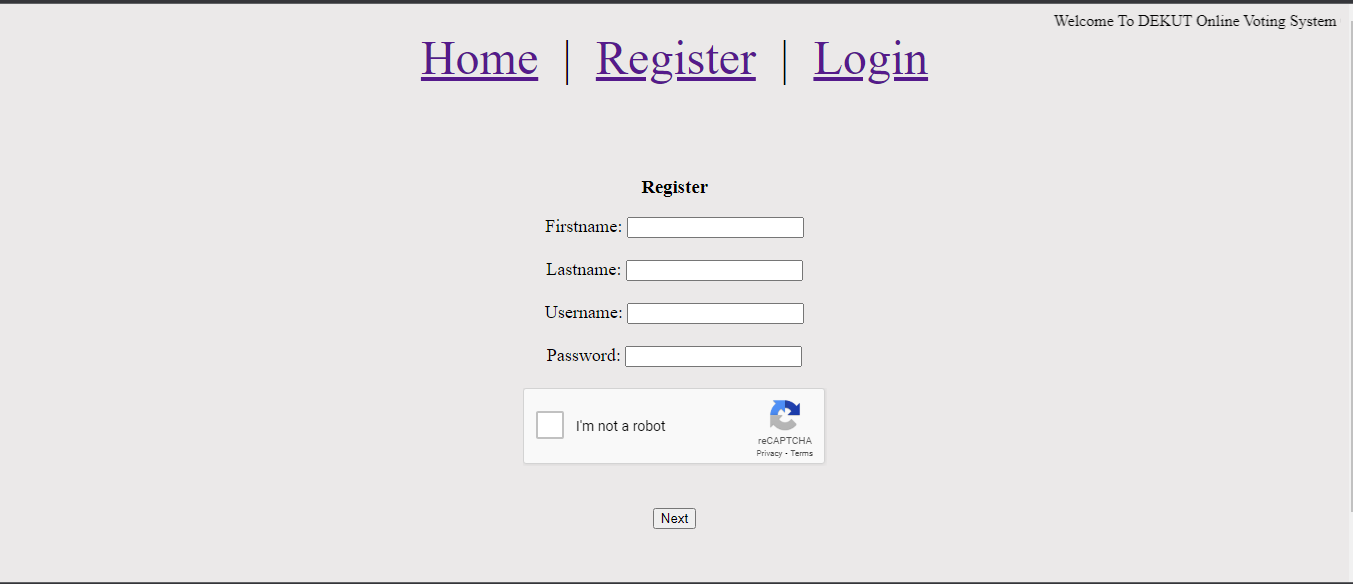 Welcome To DEKUT Online Voting System
Home | Register | Login
Register
Firstname:
Lastname:
Username:
Password:
I'm not a robot
reCAPTCHA
Privacy - Terms
Next